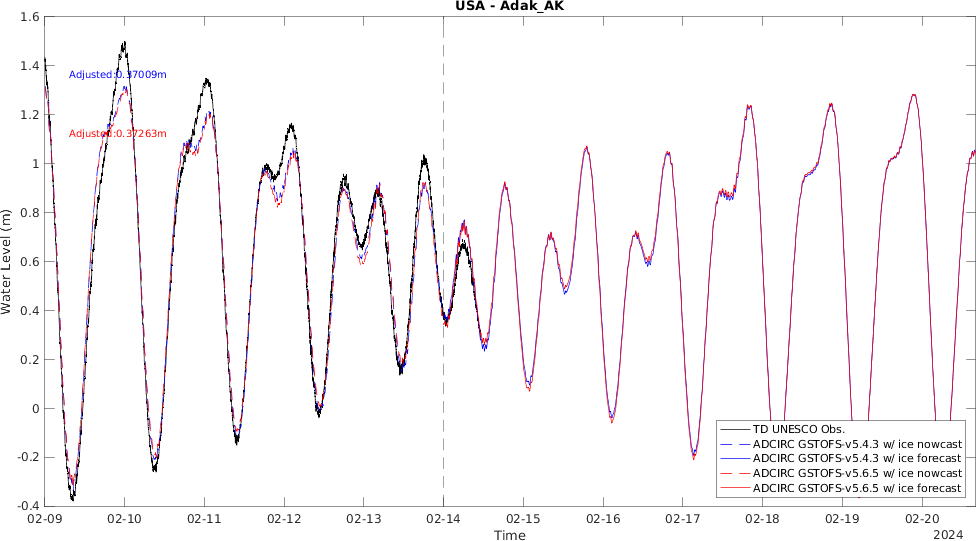 USA - Adak_AK
1.6
1.4
1.2
1
0.8
0.6
0.4
0.2
0
-0.2
-0.4
Water Level (m)
Adjusted:0.37009m
Adjusted:0.37263m
TD UNESCO Obs.
ADCIRC GSTOFS-v5.4.3 w/ ice nowcast
ADCIRC GSTOFS-v5.4.3 w/ ice forecast
ADCIRC GSTOFS-v5.6.5 w/ ice nowcast
ADCIRC GSTOFS-v5.6.5 w/ ice forecast
02-09 02-10 02-11 02-12 02-13 02-14 02-15 02-16 02-17 02-18 02-19 02-20
Time
2024